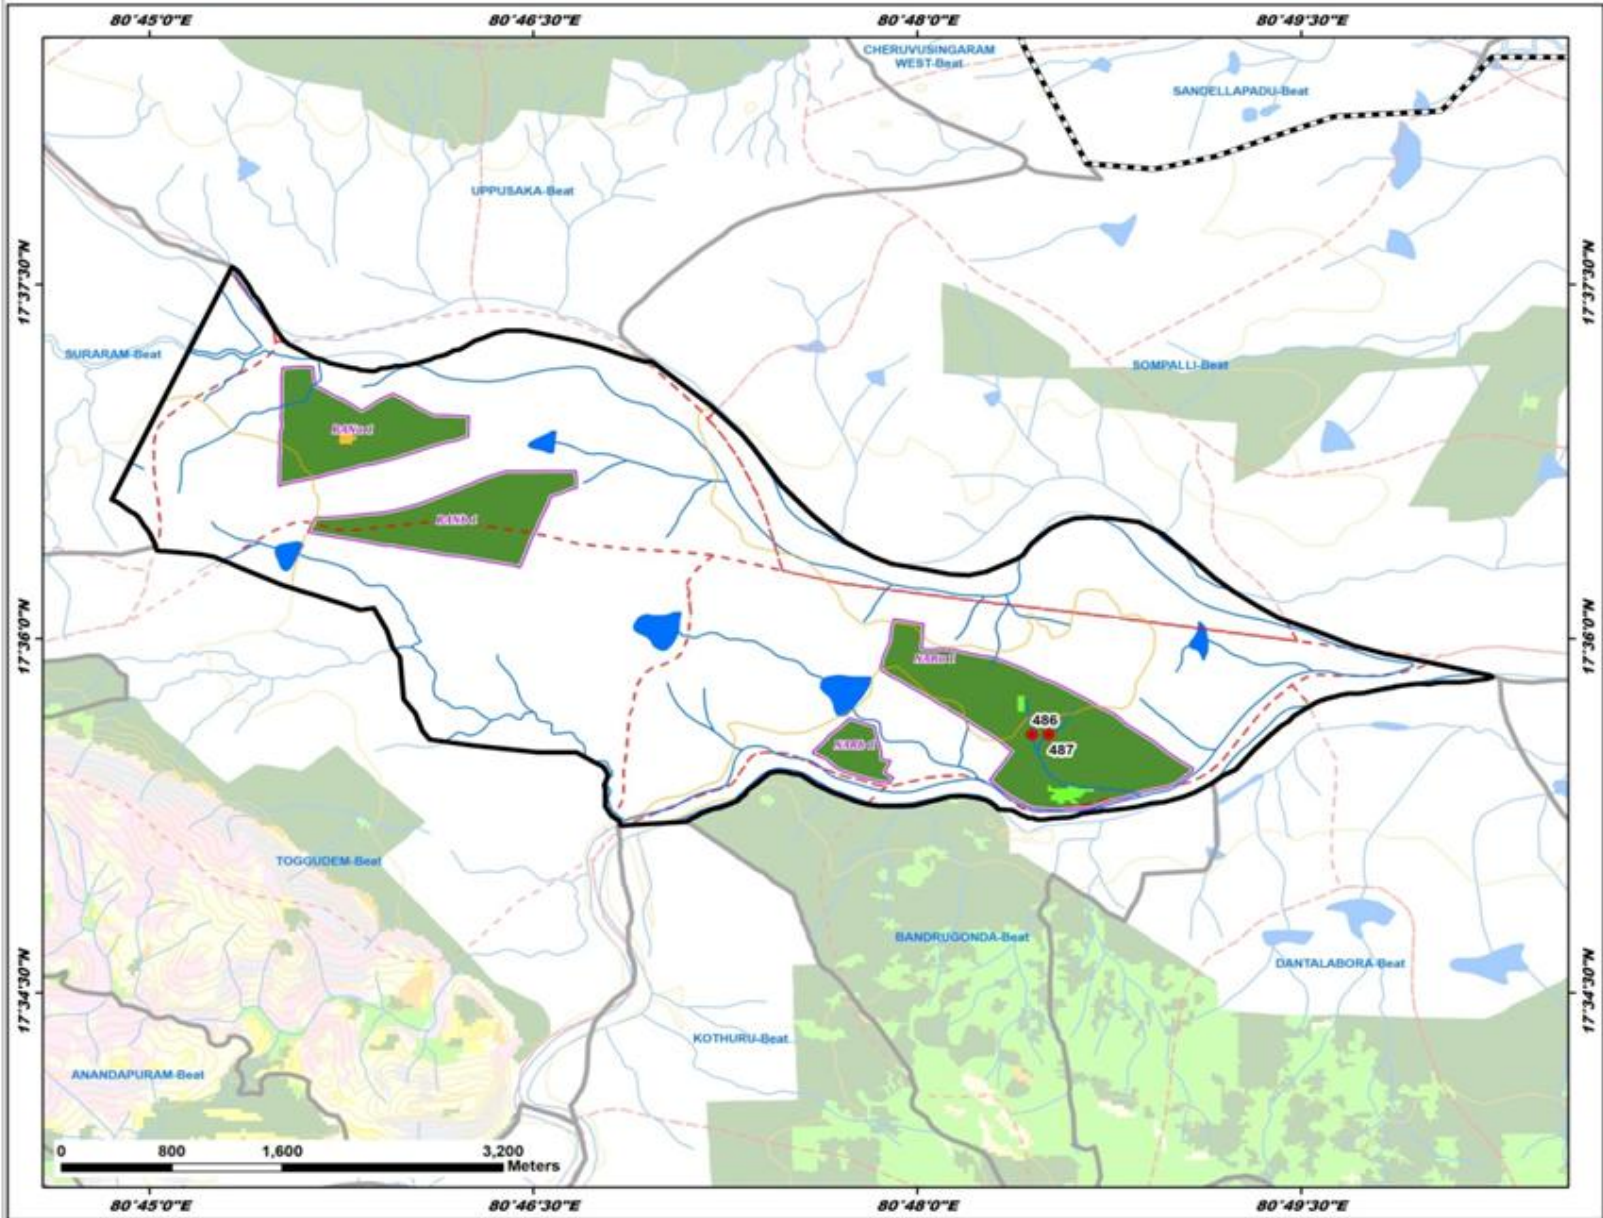 80°45'0"E 80°46'30"E 80°48'0"E 80°49'30"E
CHERUVUSINGARAM
WEST-Beat
SANDELLAPADU-Beat
UPPUSAKA-Beat
17°37'30"N 17°37'30"N
SURARAM-Beat
SOMPALLI-Beat
17°36'0"N 17°36'0"N
486
487
TOGGUDEM-Beat
BANDRUGONDA-Beat
DANTALABORA-Beat
17°34'30"N 17°34'30"N
KOTHURU-Beat
ANANDAPURAM-Beat
0 800 1,600 3,200
Meters
80°45'0"E 80°46'30"E 80°48'0"E 80°49'30"E